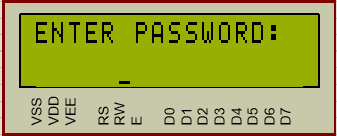 ENTER PASSWORD:
_
VSS VDD VEE RS RW E D0 D1 D2 D3 D4 D5 D6 D7